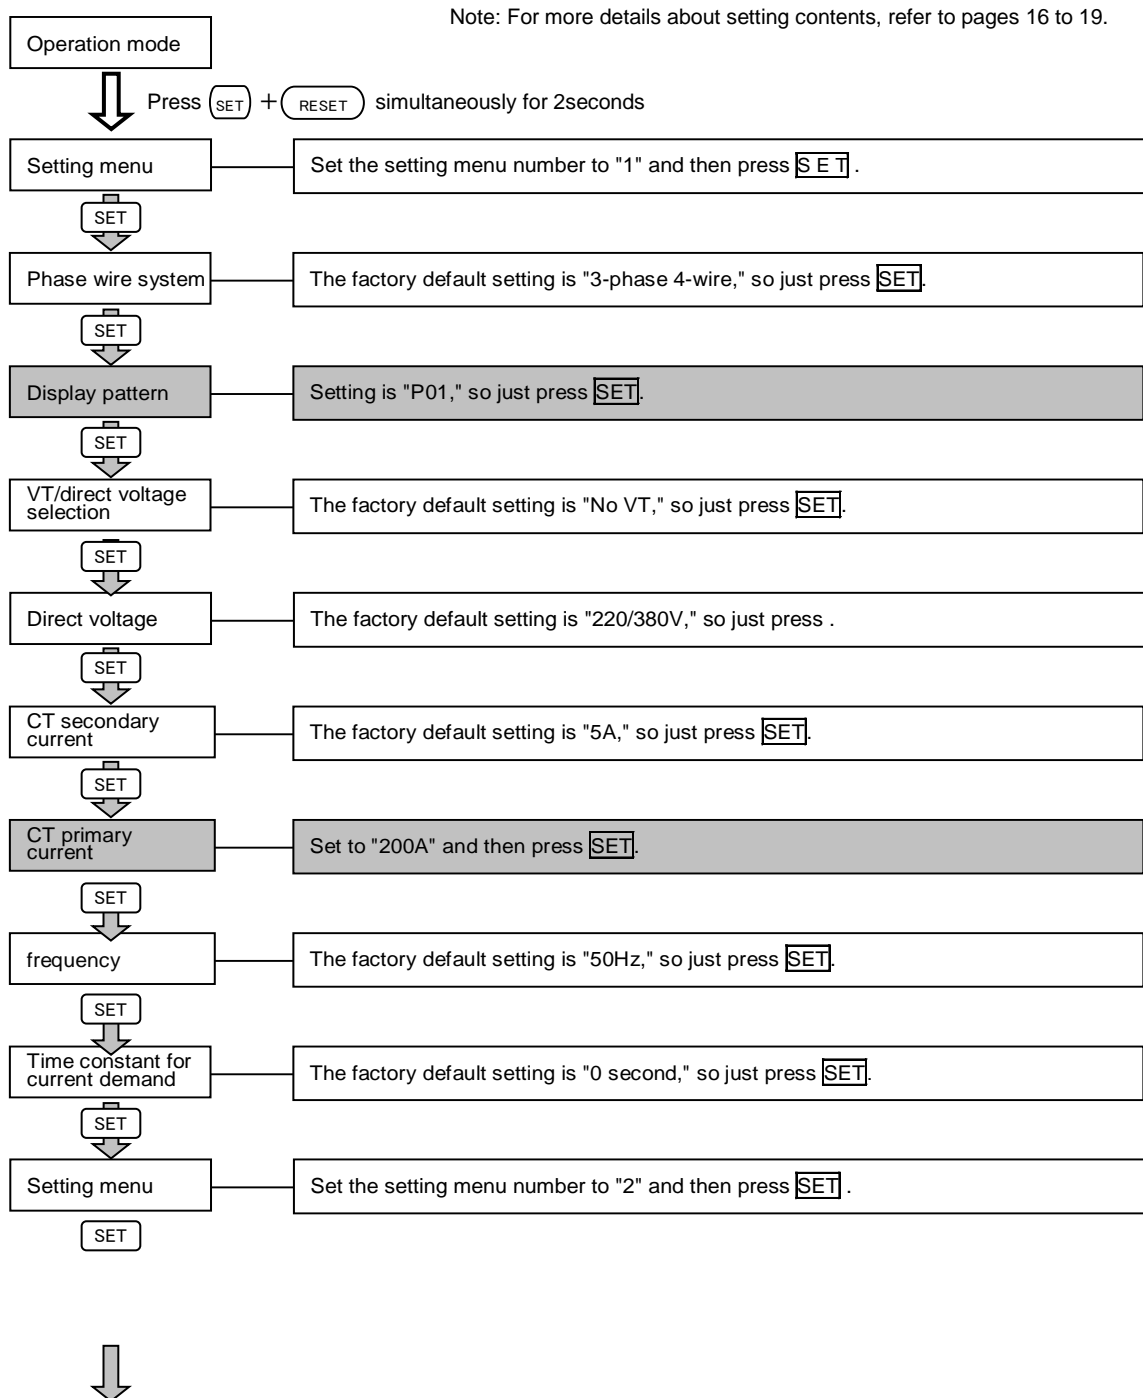 Note: For more details about setting contents, refer to pages 16 to 19.
Operation mode
Press SET + RESET simultaneously for 2seconds
Setting menu
Set the setting menu number to "1" and then press S E T .
SET
Phase wire system
The factory default setting is "3-phase 4-wire," so just press SET.
SET
Display pattern
Setting is "P01," so just press SET.
SET
VT/direct voltage
selection
The factory default setting is "No VT," so just press SET.
SET
Direct voltage
The factory default setting is "220/380V," so just press .
SET
CT secondary
current
The factory default setting is "5A," so just press SET.
SET
CT primary
current
Set to "200A" and then press SET.
SET
frequency
The factory default setting is "50Hz," so just press SET.
SET
Time constant for
current demand
The factory default setting is "0 second," so just press SET.
SET
Setting menu
Set the setting menu number to "2" and then press SET .
SET